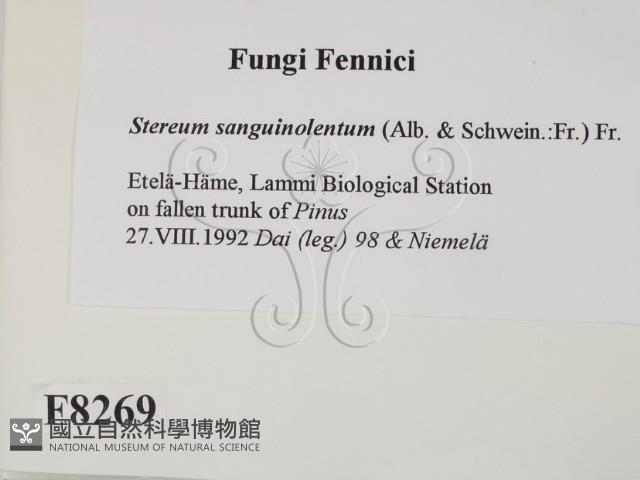 Fungi Fennici
Stereum sanguinolentum (Alb. & Schwein.:Fr.) Fr.
Etelä-Häme, Lammi Biological Station
on fallen trunk of Pinus
27.VIII.1992 Dai (leg.) 98 & Niemelä
F8269
國立自然科學博物館
NATIONAL MUSEUM OF NATURAL SCIENCE